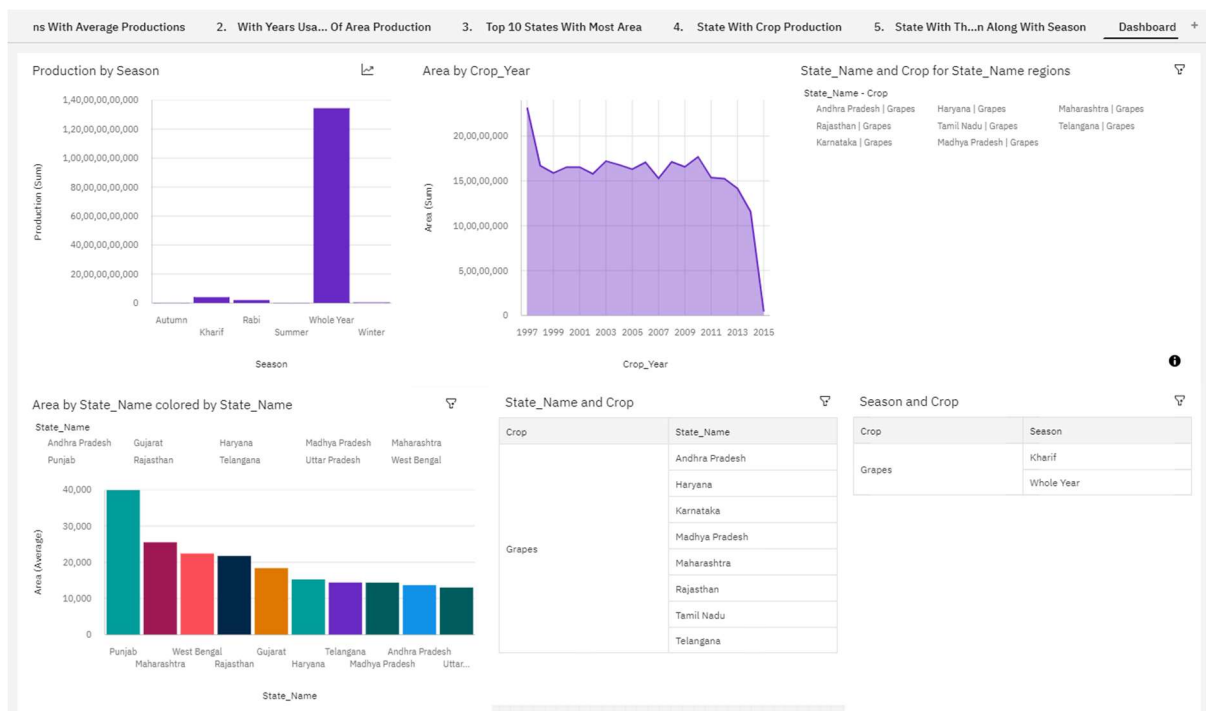 ns With Average Productions 2. With Years Usa... Of Area Production 3. Top 10 States With Most Area 4. State With Crop Production 5. State With Th...n Along With Season Dashboard +
Production by Season
1,40,00,00,00,000
1,20,00,00,00,000
1,00,00,00,00,000
80,00,00,00,000
60,00,00,00,000
40,00,00,00,000
20,00,00,00,000
0
Production (Sum)
Autumn Rabi Whole Year
Kharif Summer Winter
Season
Area by Crop_Year
20,00,00,000
15,00,00,000
10,00,00,000
5,00,00,000
0
Area (Sum)
1997 1999 2001 2003 2005 2007 2009 2011 2013 2015
Crop_Year
State_Name and Crop for State_Name regions
State_Name - Crop
Andhra Pradesh | Grapes Haryana | Grapes Maharashtra | Grapes
Rajasthan | Grapes Tamil Nadu | Grapes Telangana | Grapes
Karnataka | Grapes Madhya Pradesh | Grapes
Area by State_Name colored by State_Name
State_Name
Andhra Pradesh Gujarat Haryana Madhya Pradesh Maharashtra
Punjab Rajasthan Telangana Uttar Pradesh West Bengal
40,000
30,000
20,000
10,000
0
Area (Average)
Punjab West Bengal Gujarat Telangana Andhra Pradesh
Maharashtra Rajasthan Haryana Madhya Pradesh Uttar...
State_Name
State_Name and Crop
Crop State_Name
Andhra Pradesh
Haryana
Karnataka
Madhya Pradesh
Grapes
Maharashtra
Rajasthan
Tamil Nadu
Telangana
Season and Crop
Crop Season
Kharif
Grapes
Whole Year